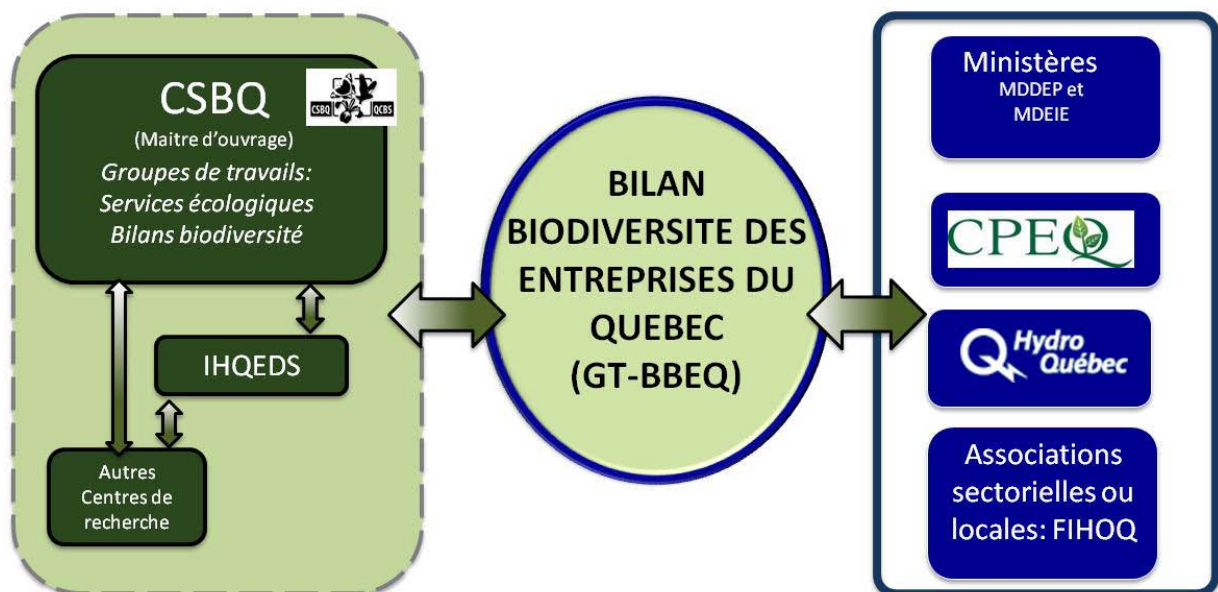 CSBQ
CSBQ QCBS
(Maitre d'ouvrage)
Groupes de travails:
Services écologiques
Bilans biodiversité
IHQEDS
Autres
Centres de
recherche
BILAN
BIODIVERSITE DES
ENTREPRISES DU
QUEBEC
(GT-BBEQ)
Ministères
MDDEP et
MDEIE
CPEQ
Hydro
Québec
Associations
sectorielles ou
locales: FIHOQ